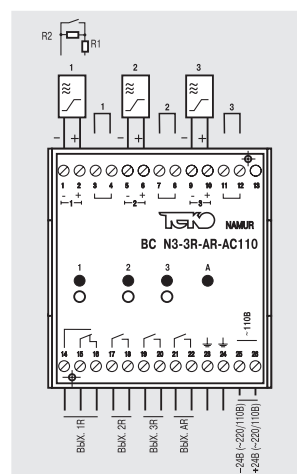 R2
R1
1 2 3
1 2 3
− + − + − +
1 2 3 4 5 6 7 8 9 10 11 12 13
- + - + - +
1 2 3
ТЕКО NAMUR
BC N3-3R-AR-AC110
1 2 3 A
~110В
14 15 16 17 18 19 20 21 22 23 24 25 26
ВЫХ. 1R
ВЫХ. 2R
ВЫХ. 3R
ВЫХ. AR
−24В (~220/110В)
+24В (~220/110В)